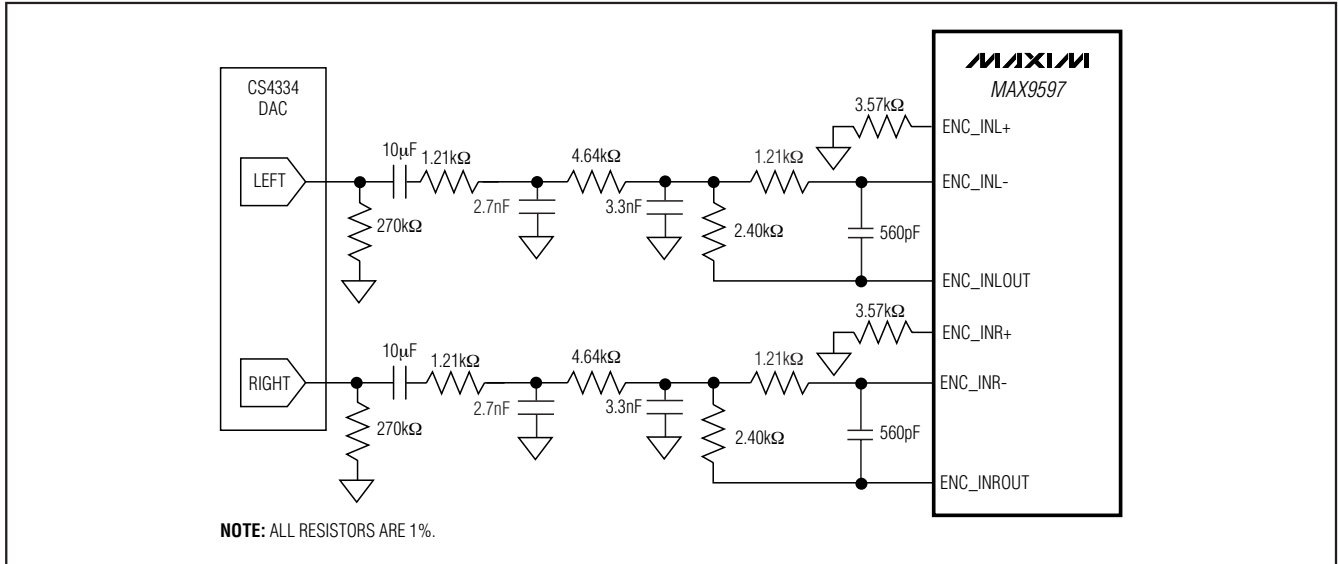 MAXIM
MAX9597
CS4334
DAC
3.57kΩ
ENC_INL+
10µF
1.21kΩ
4.64kΩ
1.21kΩ
LEFT
ENC_INL-
2.7nF
3.3nF
270kΩ
2.40kΩ
560pF
ENC_INLOUT
3.57kΩ
ENC_INR+
10µF
1.21kΩ
4.64kΩ
1.21kΩ
RIGHT
ENC_INR-
2.7nF
3.3nF
270kΩ
2.40kΩ
560pF
ENC_INROUT
NOTE: ALL RESISTORS ARE 1%.